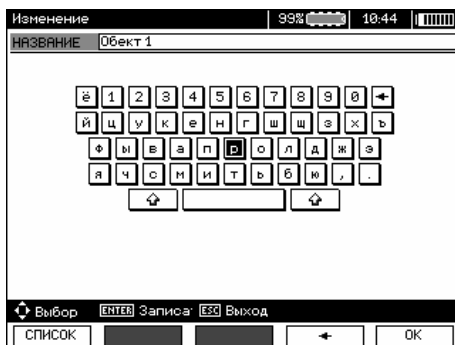 Изменение 99% 10:44
НАЗВАНИЕ Обект 1
ё 1 2 3 4 5 6 7 8 9 0 ←
й ц у к е н г ш щ з х ъ
ф ы в а п р о л д ж э
я ч с м и т ь б ю , .
Выбор ENTER Записа ESC Выход
СПИСОК ← OK